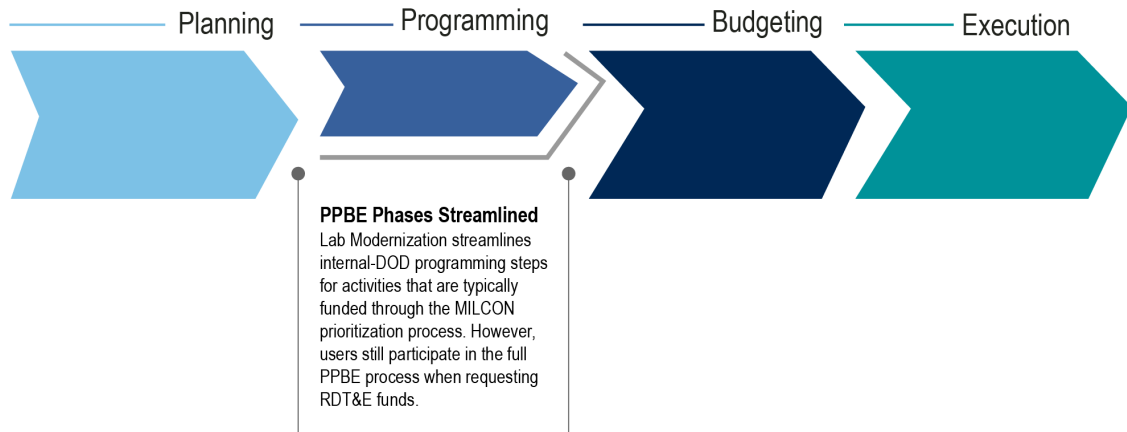 Planning
Programming
Budgeting
Execution
PPBE Phases Streamlined
Lab Modernization streamlines
internal-DOD programming steps
for activities that are typically
funded through the MILCON
prioritization process. However,
users still participate in the full
PPBE process when requesting
RDT&E funds.